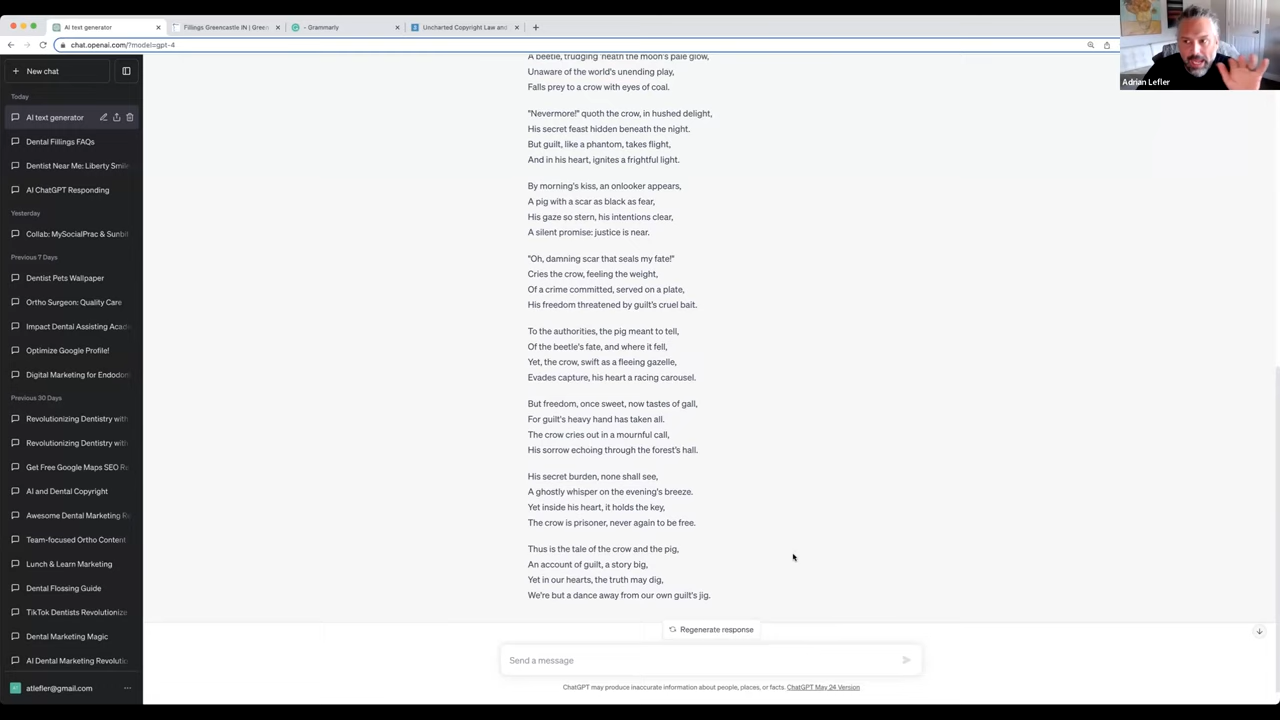 AI text generator
Fillings Greencastle IN | Green
- Grammarly
Uncharted Copyright Law and
chat.openai.com/?model=gpt-4
New chat
Today
AI text generator
Dental Fillings FAQs
Dentist Near Me: Liberty Smile
AI ChatGPT Responding
Yesterday
Collab: MySocialPrac & Sunbit
Previous 7 Days
Dentist Pets Wallpaper
Ortho Surgeon: Quality Care
Impact Dental Assisting Acad
Optimize Google Profile!
Digital Marketing for Endodon
Previous 30 Days
Revolutionizing Dentistry with
Revolutionizing Dentistry with
Get Free Google Maps SEO Re
AI and Dental Copyright
Awesome Dental Marketing R
Team-focused Ortho Content
Lunch & Learn Marketing
Dental Flossing Guide
TikTok Dentists Revolutionize
Dental Marketing Magic
AI Dental Marketing Revolutio
atlefler@gmail.com
A beetle, trudging 'neath the moon's pale glow,
Unaware of the world's unending play,
Falls prey to a crow with eyes of coal.
"Nevermore!" quoth the crow, in hushed delight,
His secret feast hidden beneath the night.
But guilt, like a phantom, takes flight,
And in his heart, ignites a frightful light.
By morning's kiss, an onlooker appears,
A pig with a scar as black as fear,
His gaze so stern, his intentions clear,
A silent promise: justice is near.
"Oh, damning scar that seals my fate!"
Cries the crow, feeling the weight,
Of a crime committed, served on a plate,
His freedom threatened by guilt's cruel bait.
To the authorities, the pig meant to tell,
Of the beetle's fate, and where it fell,
Yet, the crow, swift as a fleeing gazelle,
Evades capture, his heart a racing carousel.
But freedom, once sweet, now tastes of gall,
For guilt's heavy hand has taken all.
The crow cries out in a mournful call,
His sorrow echoing through the forest's hall.
His secret burden, none shall see,
A ghostly whisper on the evening's breeze.
Yet inside his heart, it holds the key,
The crow is prisoner, never again to be free.
Thus is the tale of the crow and the pig,
An account of guilt, a story big,
Yet in our hearts, the truth may dig,
We're but a dance away from our own guilt's jig.
Regenerate response
Send a message
ChatGPT may produce inaccurate information about people, places, or facts. ChatGPT May 24 Version
Adrian Lefler